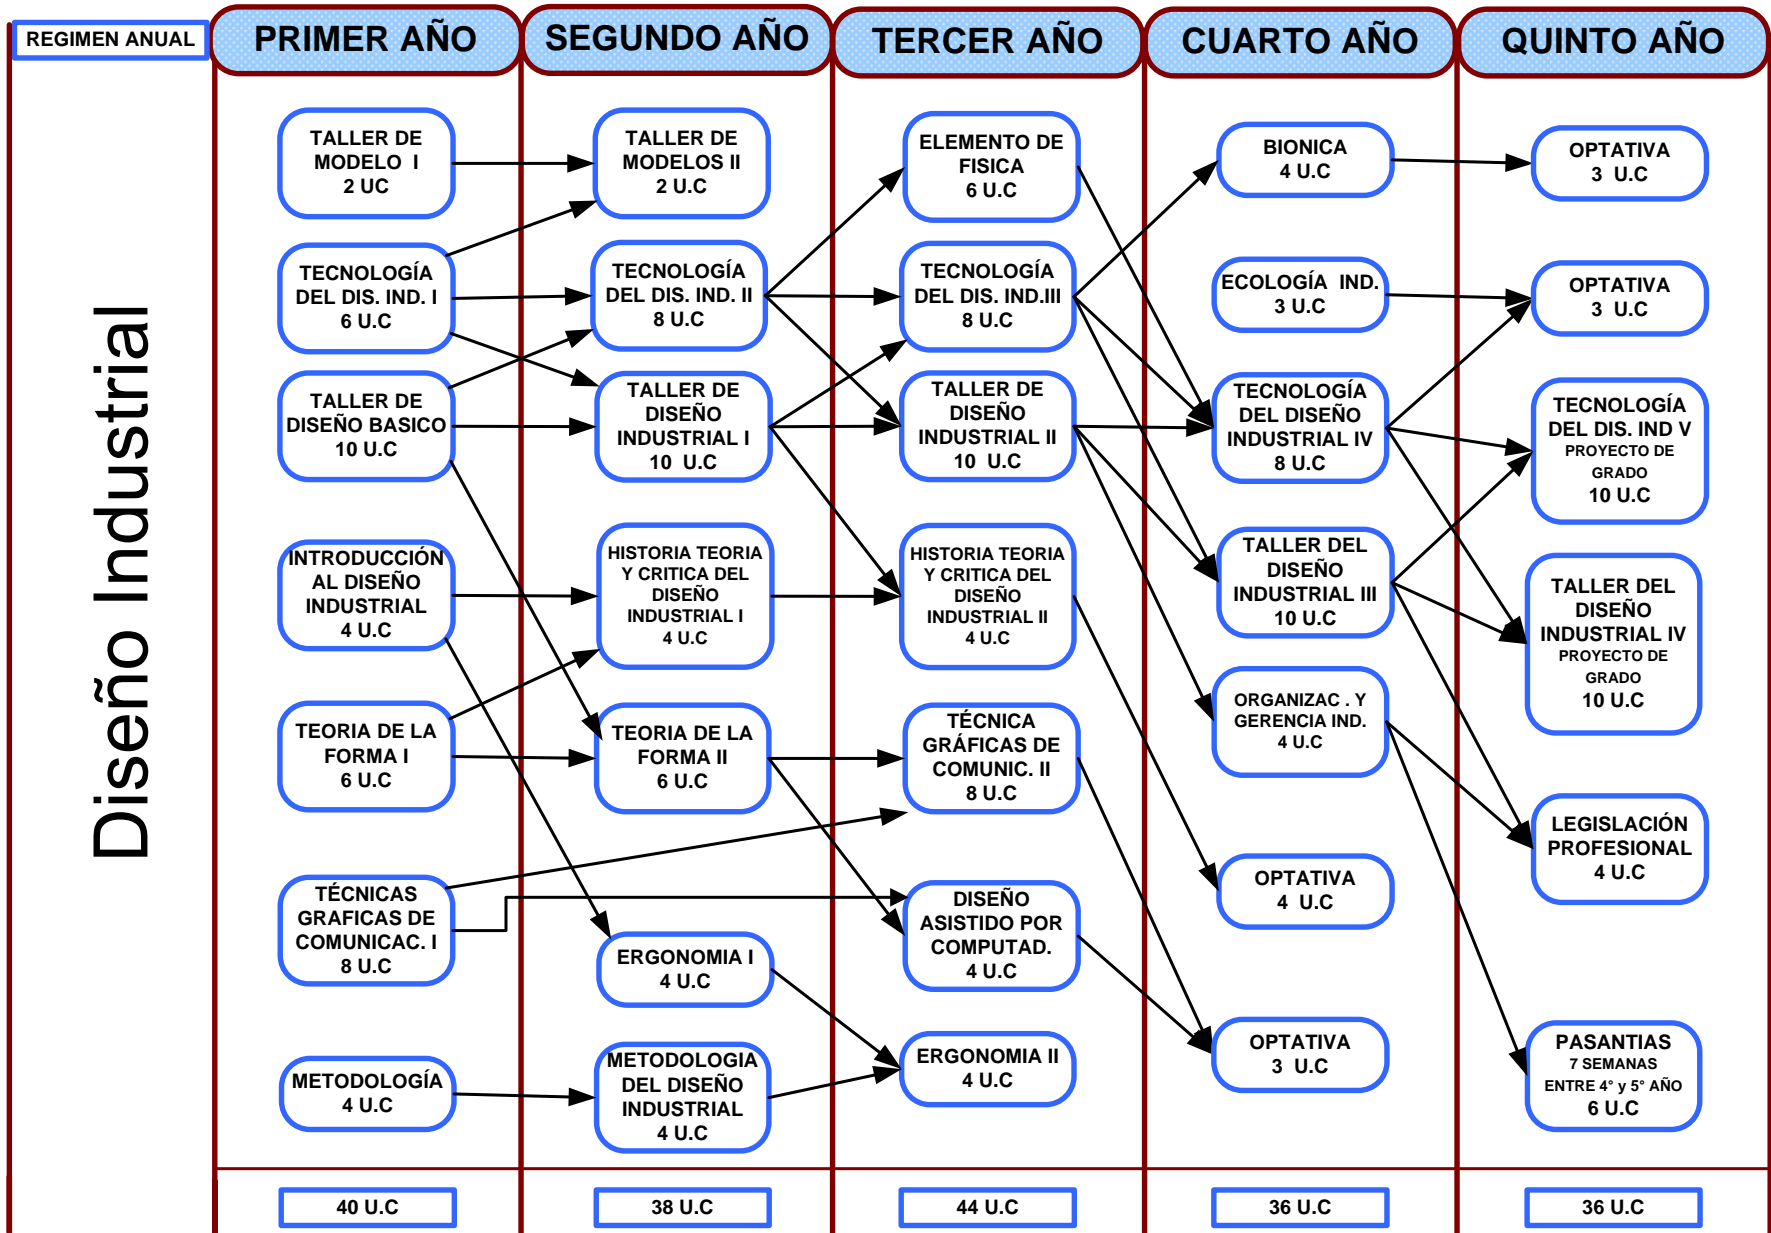 REGIMEN ANUAL
PRIMER AÑO
SEGUNDO AÑO
TERCER AÑO
CUARTO AÑO
QUINTO AÑO
Diseño Industrial
TALLER DE
MODELO I
2 UC
TECNOLOGÍA
DEL DIS. IND. I
6 U.C
TALLER DE
DISEÑO BASICO
10 U.C
INTRODUCCIÓN
AL DISEÑO
INDUSTRIAL
4 U.C
TEORIA DE LA
FORMA I
6 U.C
TÉCNICAS
GRAFICAS DE
COMUNICAC. I
8 U.C
METODOLOGÍA
4 U.C
40 U.C
TALLER DE
MODELOS II
2 U.C
TECNOLOGÍA
DEL DIS. IND. II
8 U.C
TALLER DE
DISEÑO
INDUSTRIAL I
10 U.C
HISTORIA TEORIA
Y CRITICA DEL
DISEÑO
INDUSTRIAL I
4 U.C
TEORIA DE LA
FORMA II
6 U.C
ERGONOMIA I
4 U.C
METODOLOGIA
DEL DISEÑO
INDUSTRIAL
4 U.C
38 U.C
ELEMENTO DE
FISICA
6 U.C
TECNOLOGÍA
DEL DIS. IND.III
8 U.C
TALLER DE
DISEÑO
INDUSTRIAL II
10 U.C
HISTORIA TEORIA
Y CRITICA DEL
DISEÑO
INDUSTRIAL II
4 U.C
TÉCNICA
GRÁFICAS DE
COMUNIC. II
8 U.C
DISEÑO
ASISTIDO POR
COMPUTAD.
4 U.C
ERGONOMIA II
4 U.C
44 U.C
BIONICA
4 U.C
ECOLOGÍA IND.
3 U.C
TECNOLOGÍA
DEL DISEÑO
INDUSTRIAL IV
8 U.C
TALLER DEL
DISEÑO
INDUSTRIAL III
10 U.C
ORGANIZAC . Y
GERENCIA IND.
4 U.C
OPTATIVA
4 U.C
OPTATIVA
3 U.C
36 U.C
OPTATIVA
3 U.C
OPTATIVA
3 U.C
TECNOLOGÍA
DEL DIS. IND V
PROYECTO DE
GRADO
10 U.C
TALLER DEL
DISEÑO
INDUSTRIAL IV
PROYECTO DE
GRADO
10 U.C
LEGISLACIÓN
PROFESIONAL
4 U.C
PASANTIAS
7 SEMANAS
ENTRE 4° y 5° AÑO
6 U.C
36 U.C